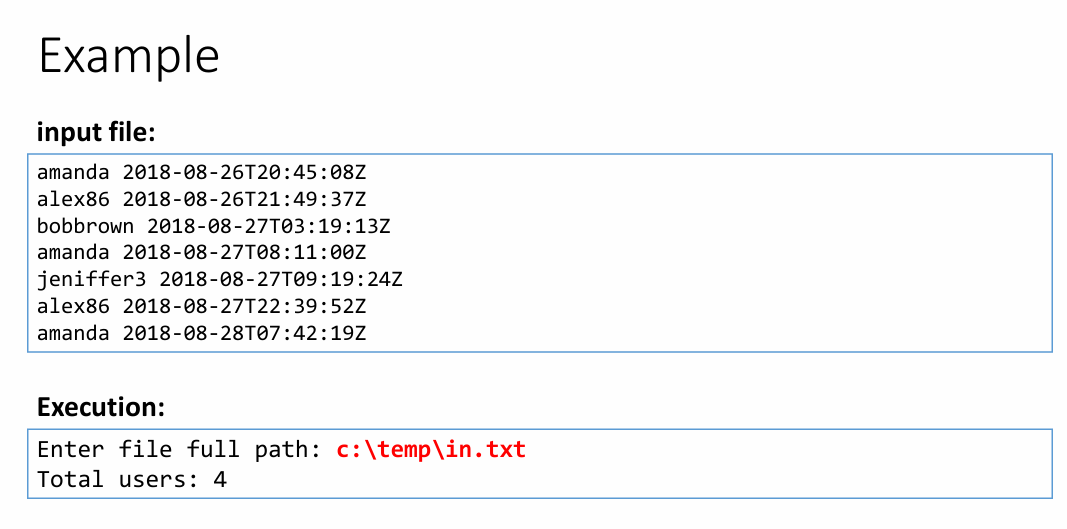 Example
input file:
amanda 2018-08-26T20:45:08Z
alex86 2018-08-26T21:49:37Z
bobbrown 2018-08-27T03:19:13Z
amanda 2018-08-27T08:11:00Z
jeniffer3 2018-08-27T09:19:24Z
alex86 2018-08-27T22:39:52Z
amanda 2018-08-28T07:42:19Z
Execution:
Enter file full path: c:\temp\in.txt
Total users: 4